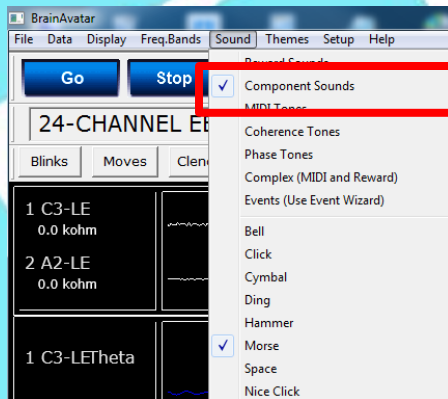 BrainAvatar
File Data Display Freq.Bands Sound Themes Setup Help
Reward Sounds
Go Stop
Component Sounds
MIDI Tones
24-CHANNEL EE
Coherence Tones
Blinks Moves Clen
Phase Tones
Complex (MIDI and Reward)
Events (Use Event Wizard)
1 C3-LE
0.0 kohm
Bell
Click
2 A2-LE
0.0 kohm
Cymbal
Ding
Hammer
1 C3-LETheta
Morse
Space
Nice Click